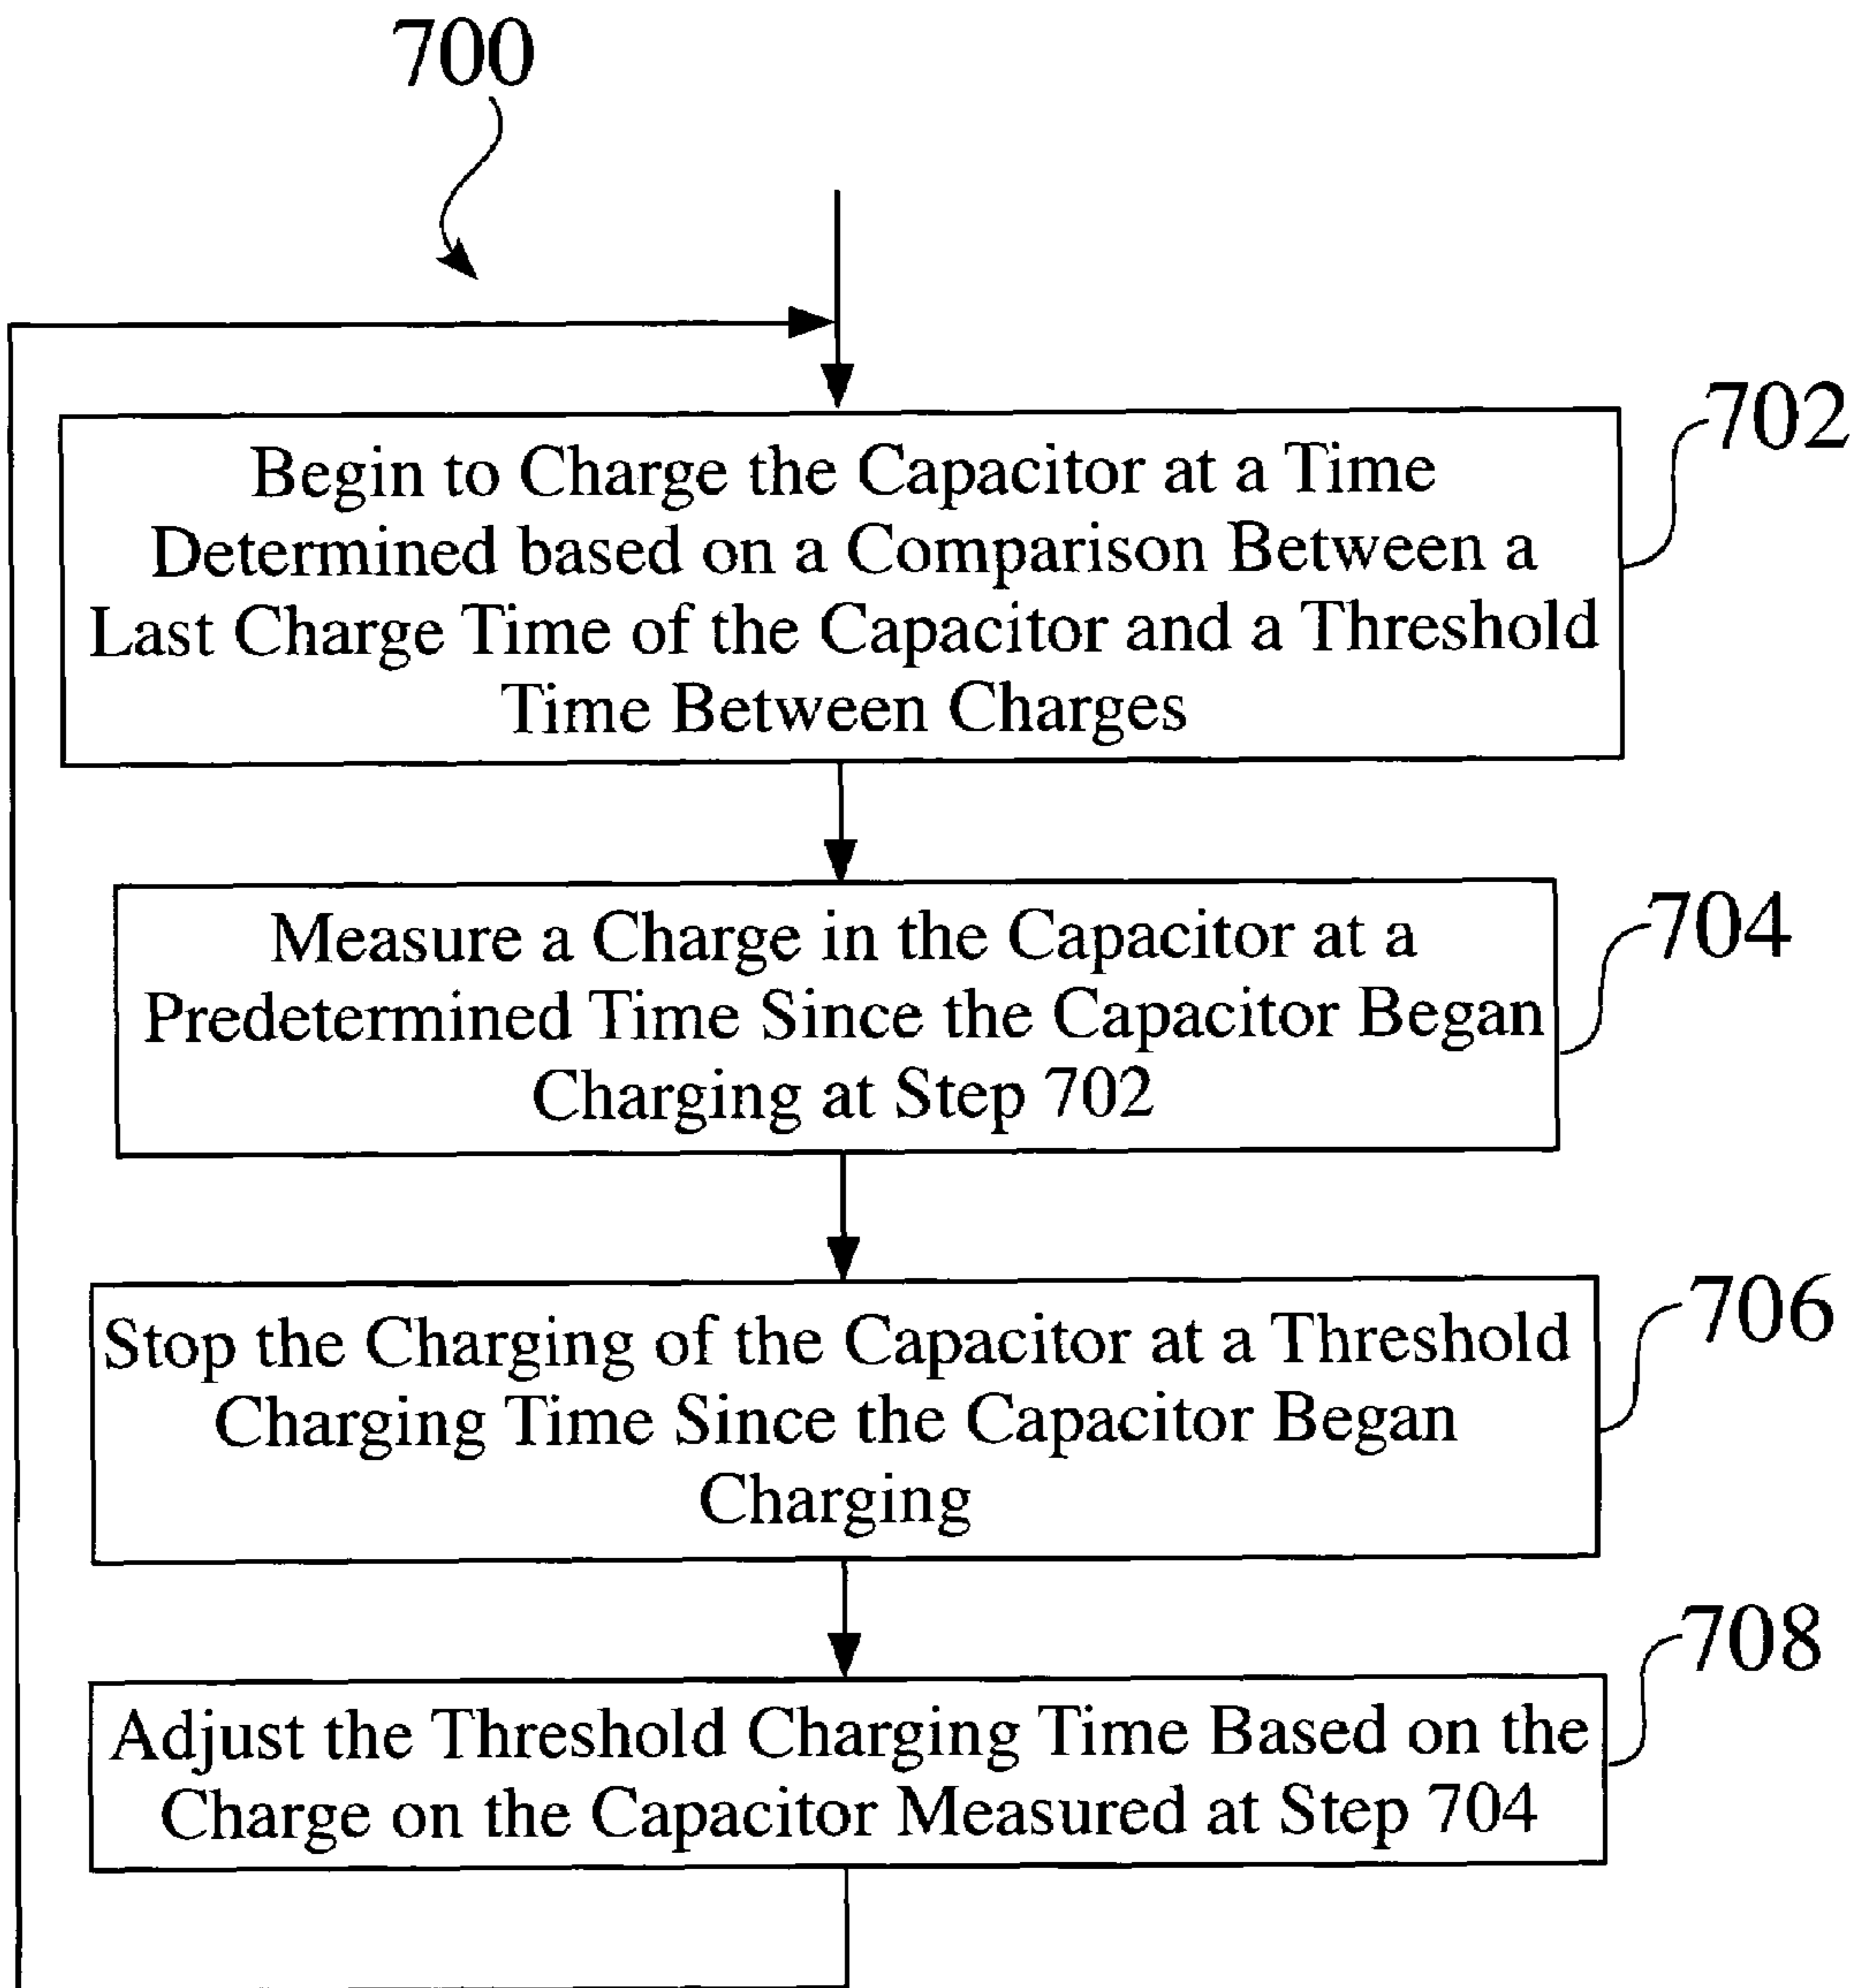 700
702
Begin to Charge the Capacitor at a Time
Determined based on a Comparison Between a
Last Charge Time of the Capacitor and a Threshold
Time Between Charges
704
Measure a Charge in the Capacitor at a
Predetermined Time Since the Capacitor Began
Charging at Step 702
706
Stop the Charging of the Capacitor at a Threshold
Charging Time Since the Capacitor Began
Charging
708
Adjust the Threshold Charging Time Based on the
Charge on the Capacitor Measured at Step 704